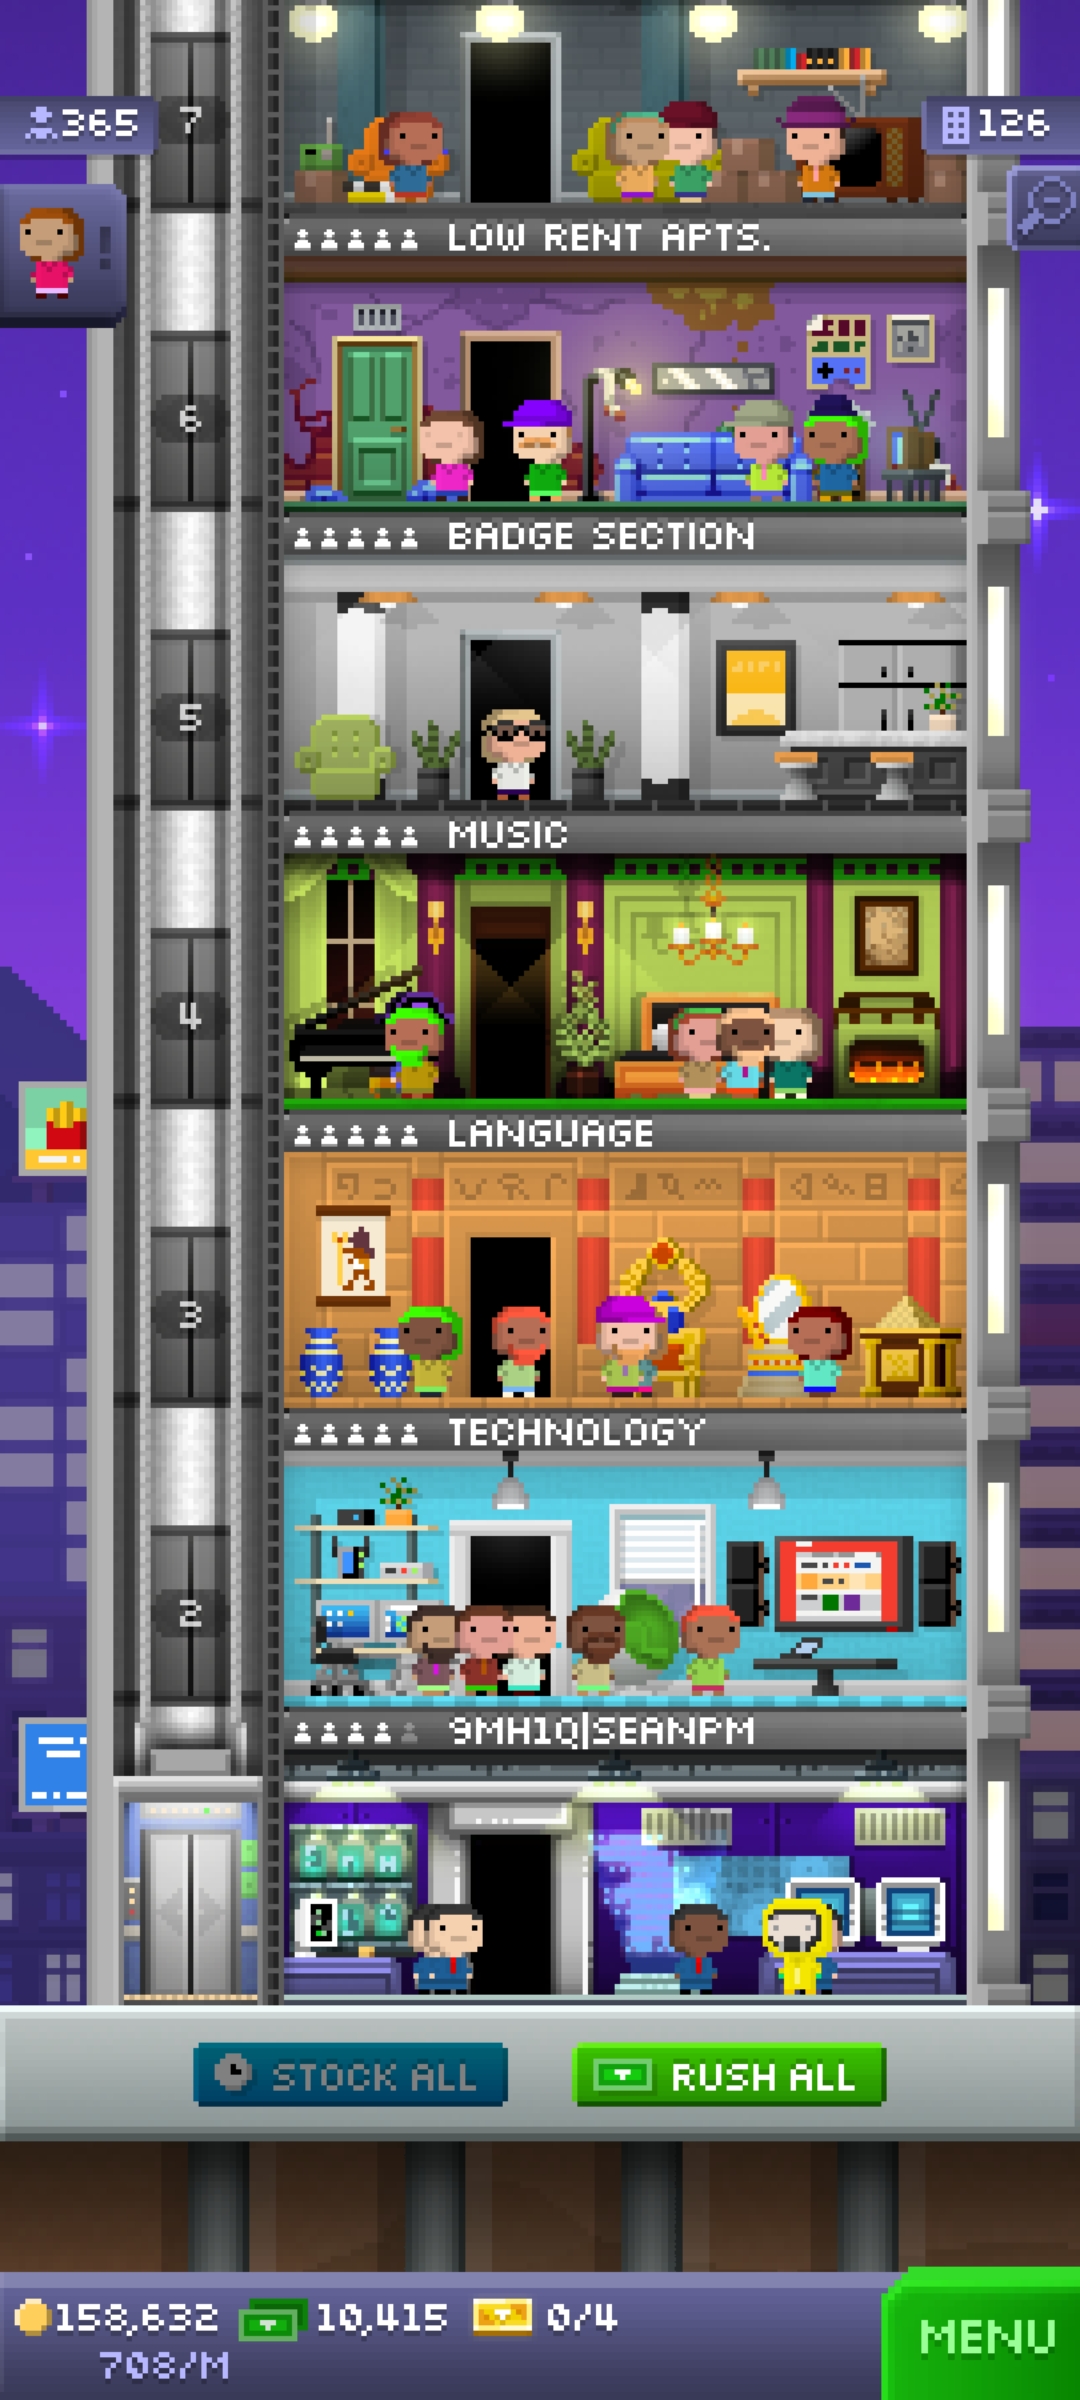 7
365
126
LOW RENT APTS.
6
BADGE SECTION
5
MUSIC
4
LANGUAGE
3
TECHNOLOGY
2
9MH1Q|SEANPM
STOCK ALL
RUSH ALL
158,632
10,415
0/4
708/M
MENU